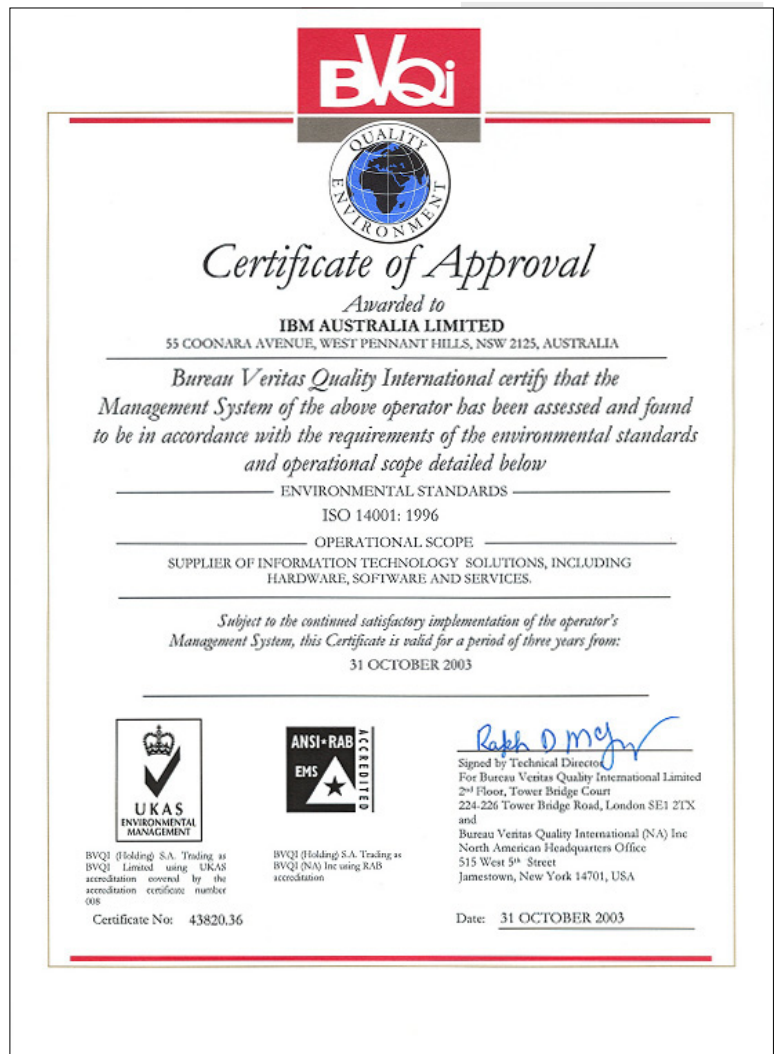 BVQi
QUALITY
ENVIRONMENT
Certificate of Approval
Awarded to
IBM AUSTRALIA LIMITED
55 COONARA AVENUE, WEST PENNANT HILLS, NSW 2125, AUSTRALIA
Bureau Veritas Quality International certify that the
Management System of the above operator has been assessed and found
to be in accordance with the requirements of the environmental standards
and operational scope detailed below
ENVIRONMENTAL STANDARDS
ISO 14001: 1996
OPERATIONAL SCOPE
SUPPLIER OF INFORMATION TECHNOLOGY SOLUTIONS, INCLUDING
HARDWARE, SOFTWARE AND SERVICES.
Subject to the continued satisfactory implementation of the operator's
Management System, this Certificate is valid for a period of three years from:
31 OCTOBER 2003
UKAS
ENVIRONMENTAL
MANAGEMENT
BVQI (Holding) S.A. Trading as
BVQI Limited using UKAS
accreditation covered by the
accreditation certificate number
008
ANSI★RAB
EMS
ACCREDITED
BVQI (Holding) S.A. Trading as
BVQI (NA) Inc using RAB
accreditation
Ralph D
Signed by Technical Director
For Bureau Veritas Quality International Limited
2nd Floor, Tower Bridge Court
224-226 Tower Bridge Road, London SE1 2TX
and
Bureau Veritas Quality International (NA) Inc
North American Headquarters Office
515 West 5th Street
Jamestown, New York 14701, USA
Certificate No: 43820.36
Date: 31 OCTOBER 2003